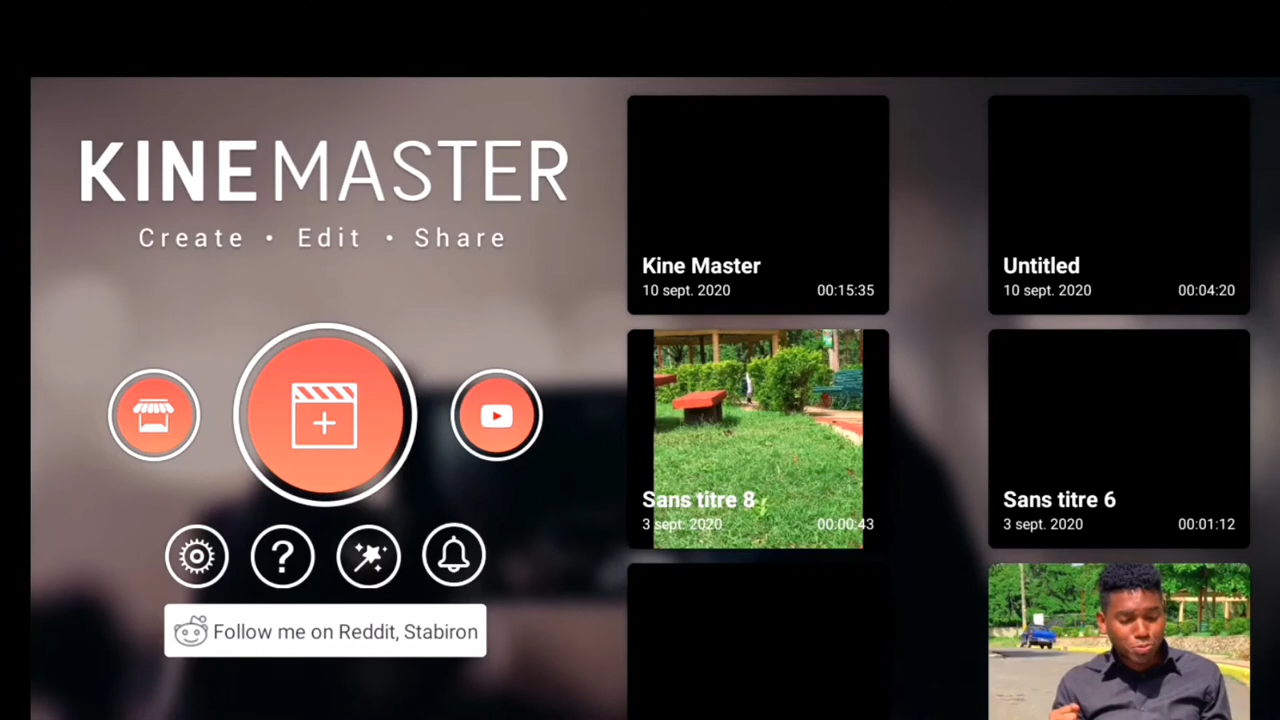 KINEMASTER
Create • Edit • Share
Follow me on Reddit, Stabiron
Kine Master
10 sept. 2020 00:15:35
Untitled
10 sept. 2020 00:04:20
Sans titre 8
3 sept. 2020 00:00:43
Sans titre 6
3 sept. 2020 00:01:12